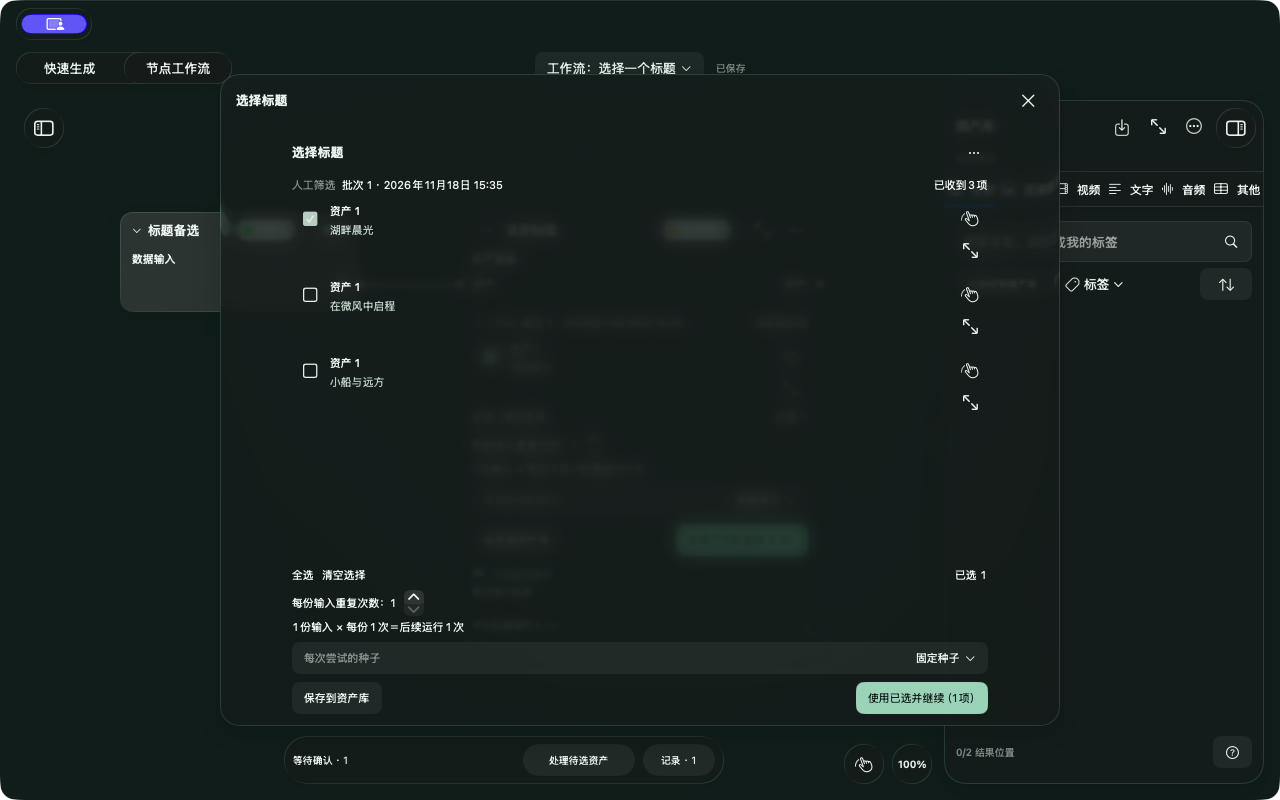 快速生成
节点工作流
工作流：选择一个标题
已保存
选择标题
选择标题
···
人工筛选 批次 1 · 2026年11月18日 15:35
已收到3项
资产 1
湖畔晨光
资产 1
在微风中启程
资产 1
小船与远方
全选 清空选择
已选 1
每份输入重复次数：1
1份输入 × 每份1次＝后续运行1次
每次尝试的种子
固定种子
保存到资产库
使用已选并继续 (1项)
标题备选
数据输入
视频 文字 音频 其他
或我的标签
标签
等待确认 · 1
处理待选资产
记录 · 1
100%
0/2 结果位置